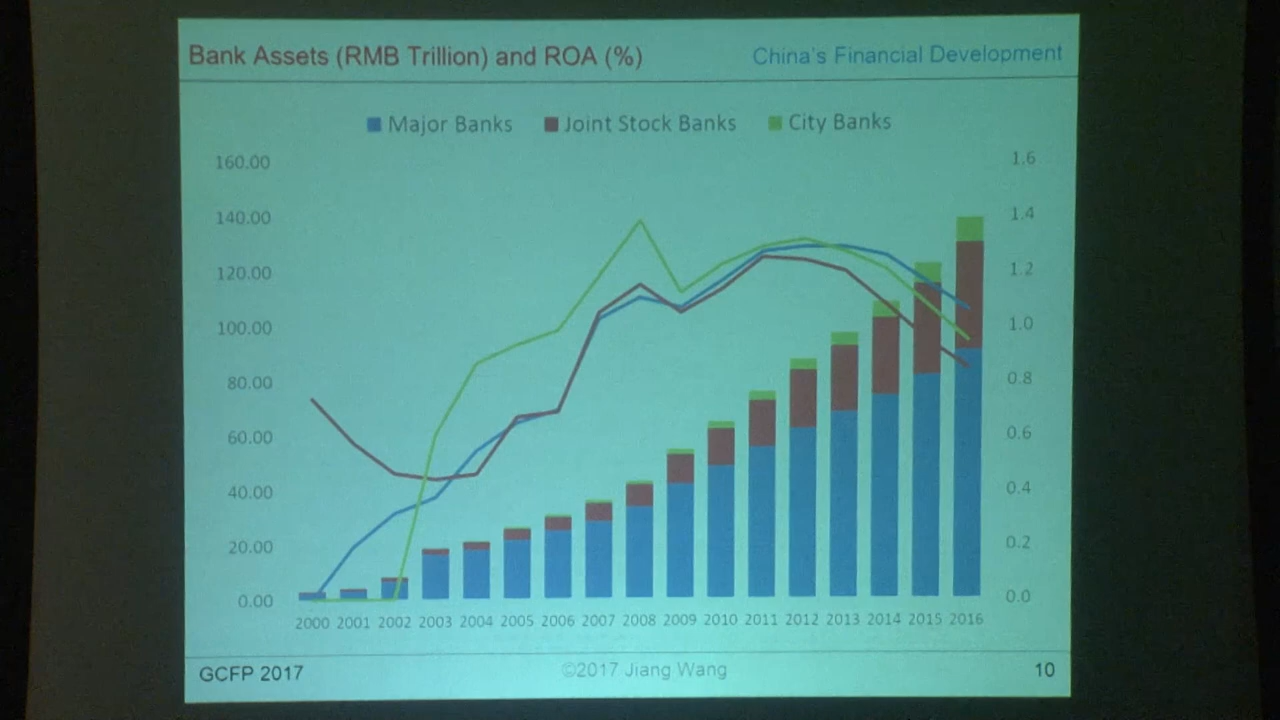 Bank Assets (RMB Trillion) and ROA (%)
China's Financial Development
Major Banks
Joint Stock Banks
City Banks
160.00
140.00
120.00
100.00
80.00
60.00
40.00
20.00
0.00
1.6
1.4
1.2
1.0
0.8
0.6
0.4
0.2
0.0
2000 2001 2002 2003 2004 2005 2006 2007 2008 2009 2010 2011 2012 2013 2014 2015 2016
GCFP 2017
©2017 Jiang Wang
10